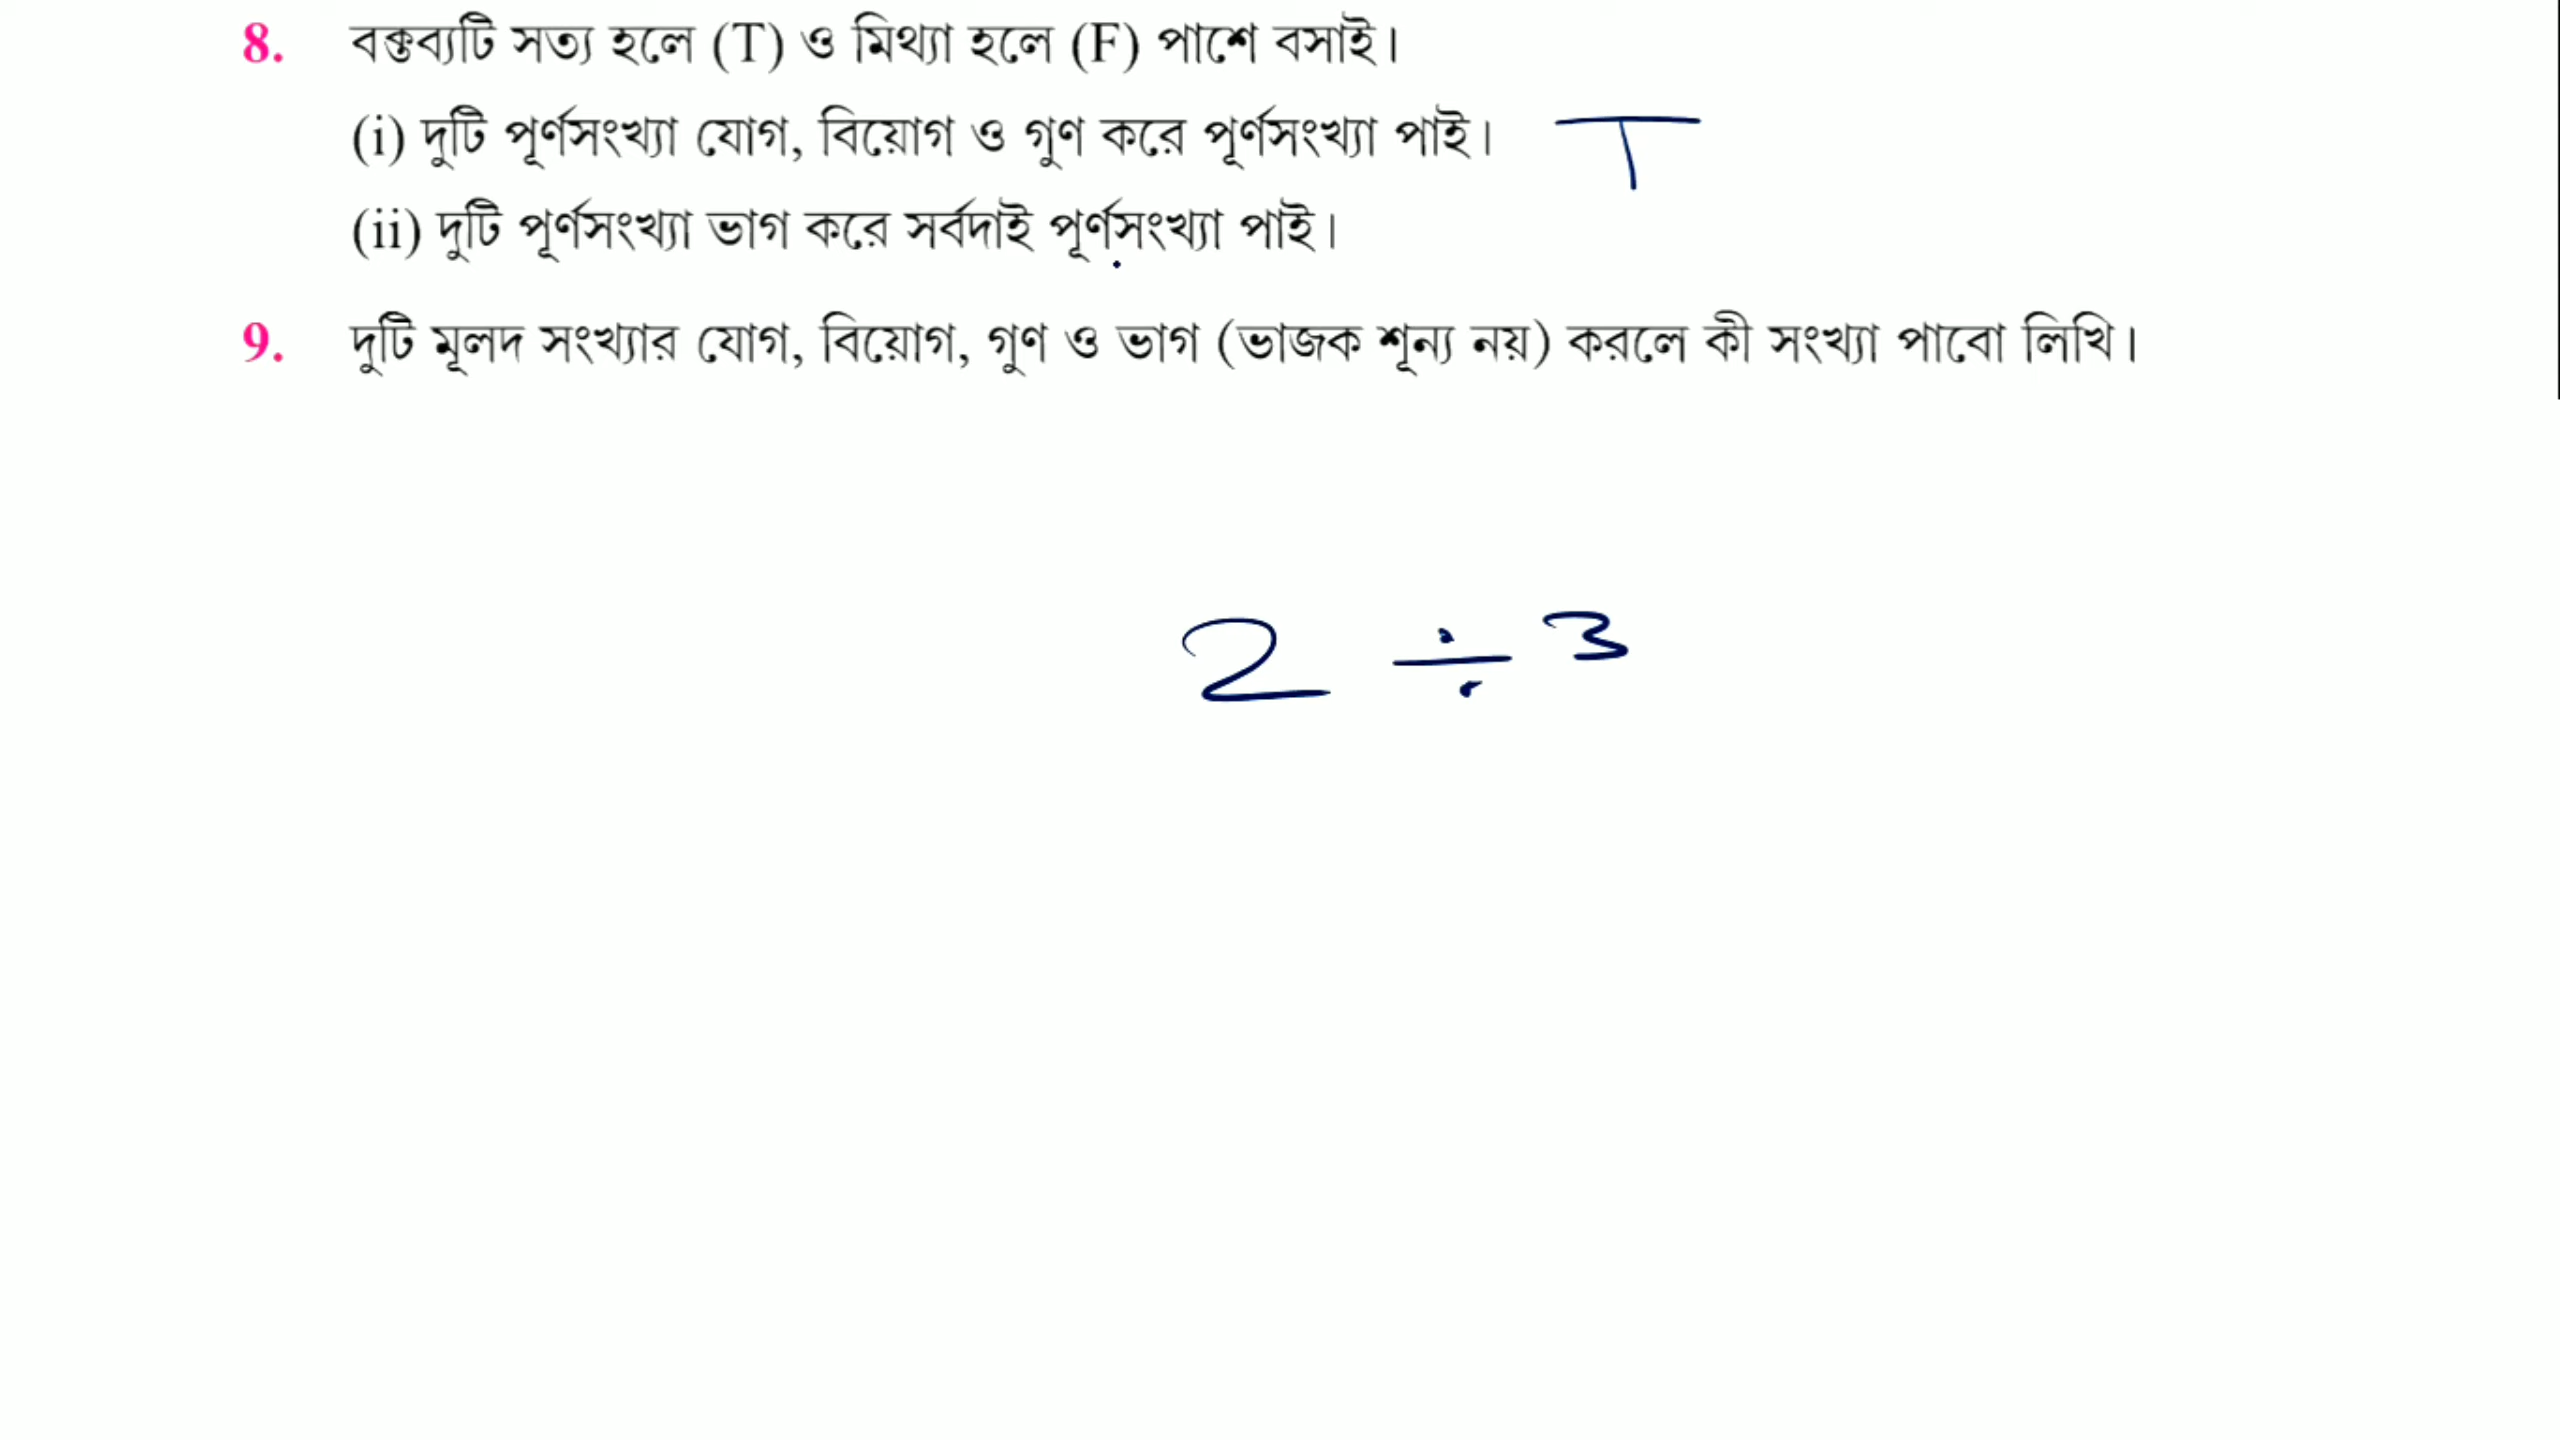 8. বক্তব্যটি সত্য হলে (T) ও মিথ্যা হলে (F) পাশে বসাই।
(i) দুটি পূর্ণসংখ্যা যোগ, বিয়োগ ও গুণ করে পূর্ণসংখ্যা পাই। T
(ii) দুটি পূর্ণসংখ্যা ভাগ করে সর্বদাই পূর্ণসংখ্যা পাই।
9. দুটি মূলদ সংখ্যার যোগ, বিয়োগ, গুণ ও ভাগ (ভাজক শূন্য নয়) করলে কী সংখ্যা পাবো লিখি।
2 ÷ 3